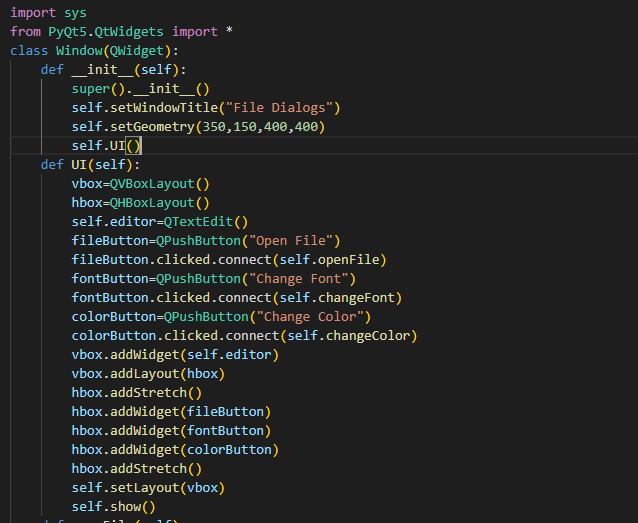 import sys
from PyQt5.QtWidgets import *
class Window(QWidget):
    def __init__(self):
        super().__init__()
        self.setWindowTitle("File Dialogs")
        self.setGeometry(350,150,400,400)
        self.UI()
    def UI(self):
        vbox=QVBoxLayout()
        hbox=QHBoxLayout()
        self.editor=QTextEdit()
        fileButton=QPushButton("Open File")
        fileButton.clicked.connect(self.openFile)
        fontButton=QPushButton("Change Font")
        fontButton.clicked.connect(self.changeFont)
        colorButton=QPushButton("Change Color")
        colorButton.clicked.connect(self.changeColor)
        vbox.addWidget(self.editor)
        vbox.addLayout(hbox)
        hbox.addStretch()
        hbox.addWidget(fileButton)
        hbox.addWidget(fontButton)
        hbox.addWidget(colorButton)
        hbox.addStretch()
        self.setLayout(vbox)
        self.show()